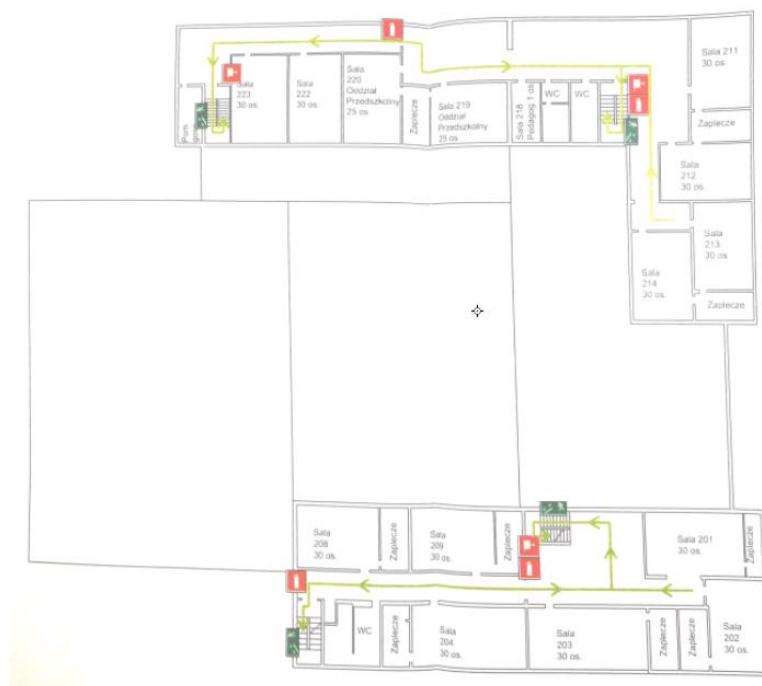 Sala 211
30 os.
Sala
223
30 os.
Sala
222
30 os.
Sala
220
Oddział
Przedszkolny
25 os.
Zaplecze
Sala 219
Oddział
Przedszkolny
25 os.
Sala 218
Pedagog 1 os.
WC
WC
Zaplecze
Sala
212
30 os.
Sala
213
30 os.
Sala
214
30 os.
Zaplecze
Sala
208
30 os.
Zaplecze
Sala
209
30 os.
Zaplecze
Sala 201
30 os.
Zaplecze
WC
Zaplecze
Sala
204
30 os.
Sala
203
30 os.
Zaplecze
Zaplecze
Sala
202
30 os.